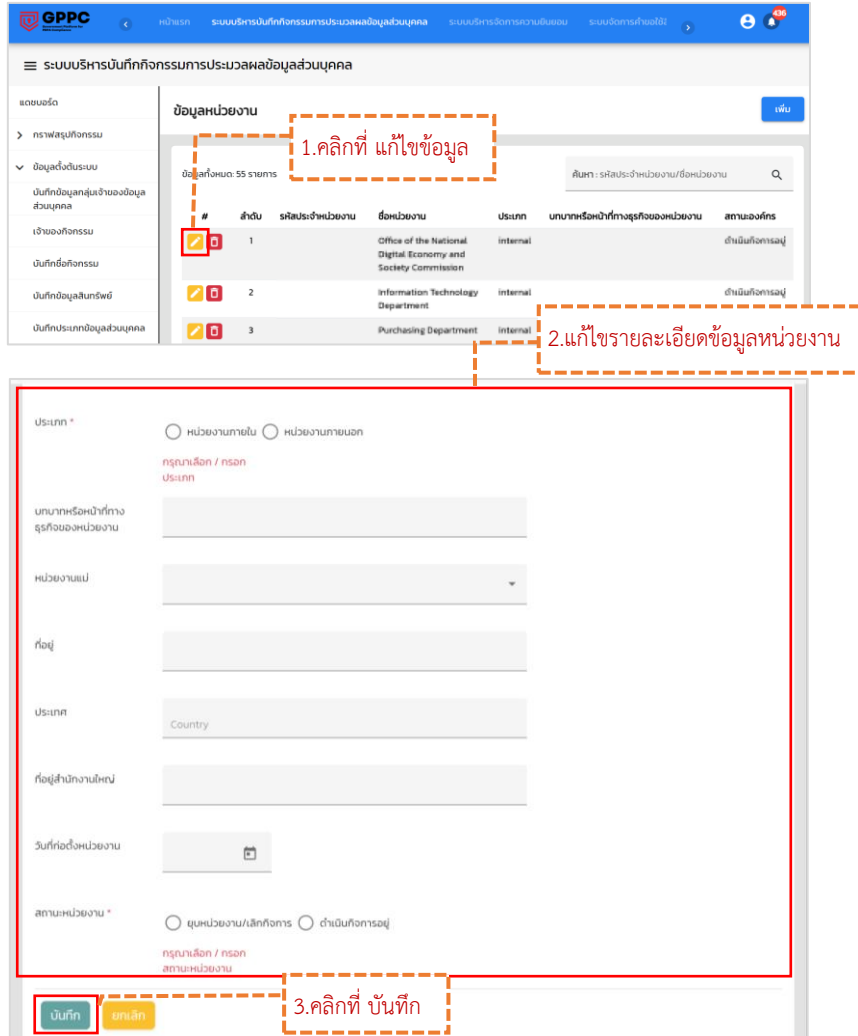 GPPC
หน้าแรก ระบบบริหารบันทึกกิจกรรมการประมวลผลข้อมูลส่วนบุคคล ระบบบริหารจัดการความยินยอม ระบบจัดการคำขอใช้สิ
436
ระบบบริหารบันทึกกิจกรรมการประมวลผลข้อมูลส่วนบุคคล
แดชบอร์ด
กราฟสรุปกิจกรรม
ข้อมูลตั้งต้นระบบ
บันทึกข้อมูลกลุ่มเจ้าของข้อมูล
ส่วนบุคคล
เจ้าของกิจกรรม
บันทึกชื่อกิจกรรม
บันทึกข้อมูลสินทรัพย์
บันทึกประเภทข้อมูลส่วนบุคคล
ข้อมูลหน่วยงาน
เพิ่ม
1.คลิกที่ แก้ไขข้อมูล
ข้อมูลทั้งหมด: 55 รายการ
ค้นหา : รหัสประจำหน่วยงาน/ชื่อหน่วยงาน
# ลำดับ รหัสประจำหน่วยงาน ชื่อหน่วยงาน ประเภท บทบาทหรือหน้าที่ทางธุรกิจของหน่วยงาน สถานะองค์กร
1 Office of the National internal ดำเนินกิจการอยู่
Digital Economy and
Society Commission
2 Information Technology internal ดำเนินกิจการอยู่
Department
3 Purchasing Department internal
2.แก้ไขรายละเอียดข้อมูลหน่วยงาน
ประเภท *
หน่วยงานภายใน หน่วยงานภายนอก
กรุณาเลือก / กรอก
ประเภท
บทบาทหรือหน้าที่ทาง
ธุรกิจของหน่วยงาน
หน่วยงานแม่
ที่อยู่
ประเทศ
Country
ที่อยู่สำนักงานใหญ่
วันที่ก่อตั้งหน่วยงาน
สถานะหน่วยงาน *
ยุบหน่วยงาน/เลิกกิจการ ดำเนินกิจการอยู่
กรุณาเลือก / กรอก
สถานะหน่วยงาน
บันทึก ยกเลิก
3.คลิกที่ บันทึก